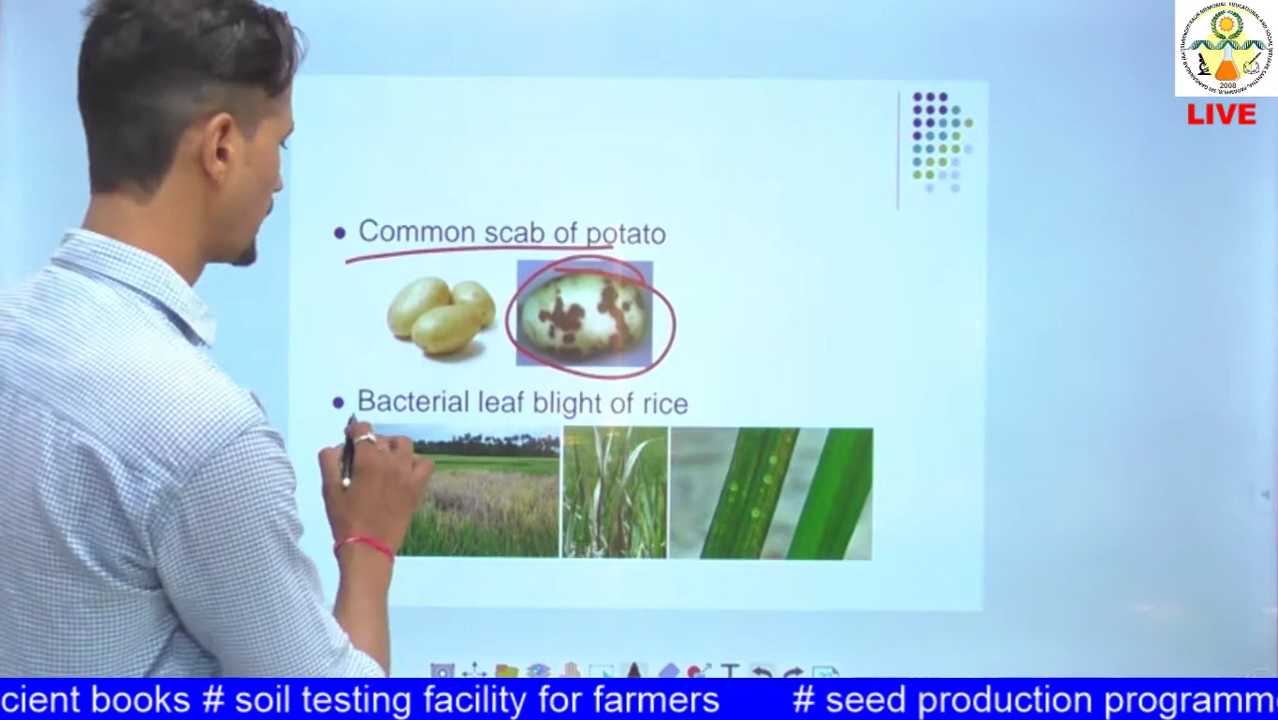 2008
LIVE
Common scab of potato
Bacterial leaf blight of rice
cient books # soil testing facility for farmers # seed production programm